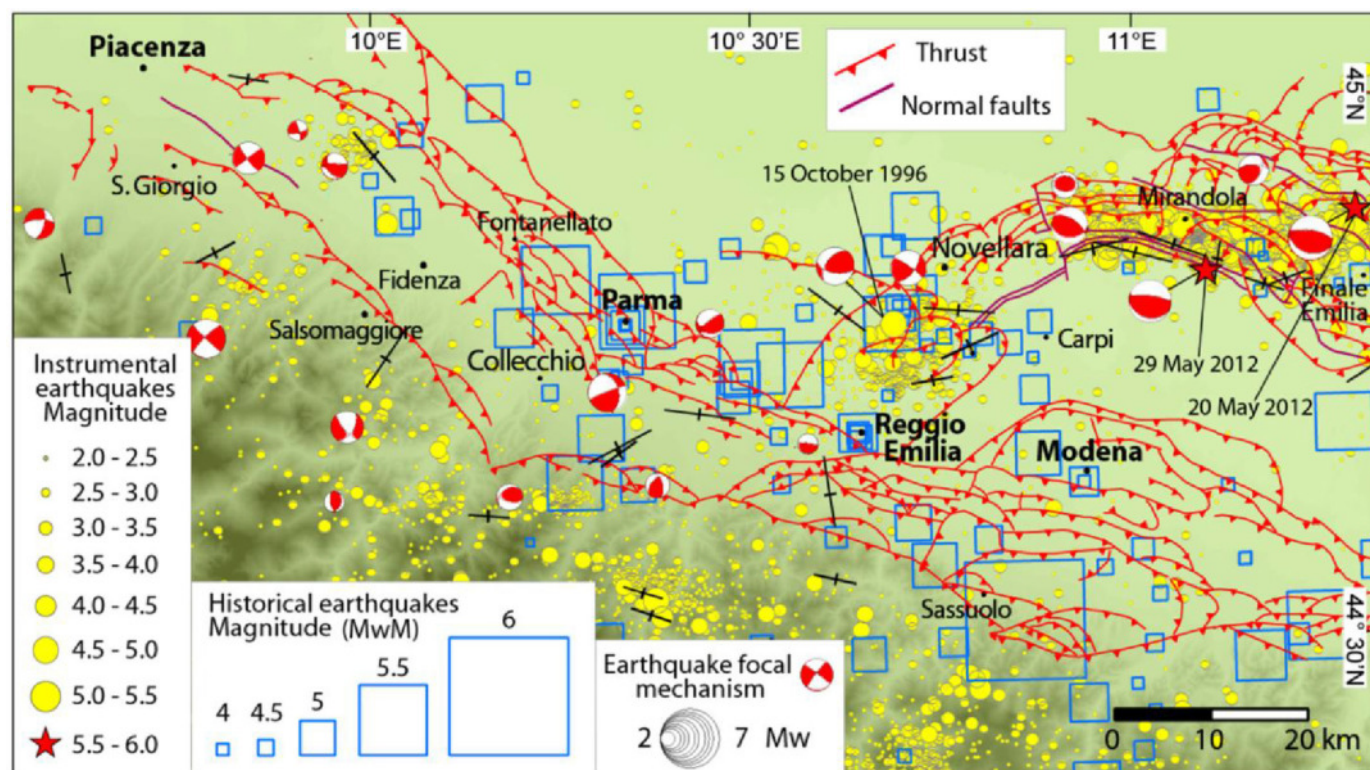 Piacenza
10°E
10° 30'E
11°E
45°N
Thrust
Normal faults
S. Giorgio
15 October 1996
Fontanellato
Mirandola
Novellara
Fidenza
Parma
Finale
Emilia
Salsomaggiore
Carpi
Collecchio
29 May 2012
20 May 2012
Reggio
Emilia
Modena
Sassuolo
44° 30'N
Instrumental
earthquakes
Magnitude
2.0 - 2.5
2.5 - 3.0
3.0 - 3.5
3.5 - 4.0
4.0 - 4.5
4.5 - 5.0
5.0 - 5.5
5.5 - 6.0
Historical earthquakes
Magnitude (MwM)
4
4.5
5
5.5
6
Earthquake focal
mechanism
2 7 Mw
0 10 20 km